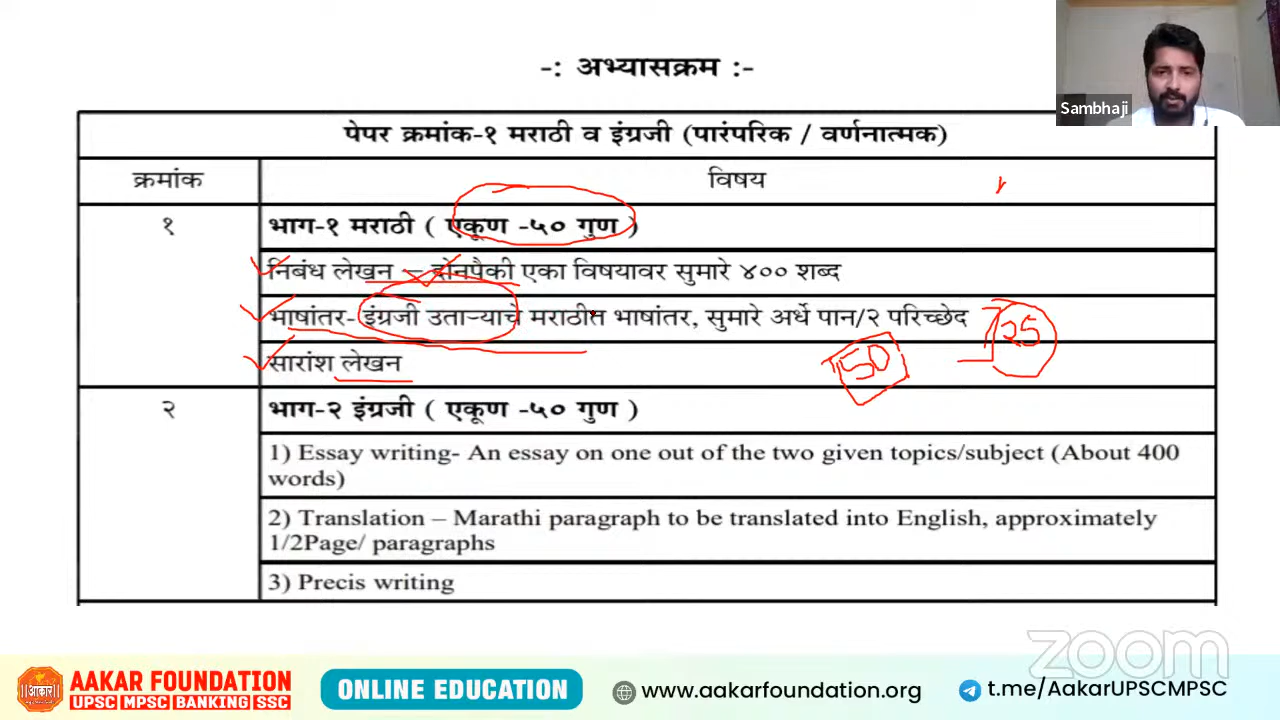 -: अभ्यासक्रम :-
Sambhaji
पेपर क्रमांक-१ मराठी व इंग्रजी (पारंपरिक / वर्णनात्मक)
क्रमांक विषय
१ भाग-१ मराठी ( एकूण -५० गुण )
निबंध लेखन – दोनपैकी एका विषयावर सुमारे ४०० शब्द
भाषांतर- इंग्रजी उताऱ्याचे मराठीत भाषांतर, सुमारे अर्धे पान/२ परिच्छेद
25
सारांश लेखन
50
२ भाग-२ इंग्रजी ( एकूण -५० गुण )
1) Essay writing- An essay on one out of the two given topics/subject (About 400
words)
2) Translation – Marathi paragraph to be translated into English, approximately
1/2Page/ paragraphs
3) Precis writing
zoom
॥आकार॥
AAKAR FOUNDATION
UPSC MPSC BANKING SSC
ONLINE EDUCATION
www.aakarfoundation.org
t.me/AakarUPSCMPSC